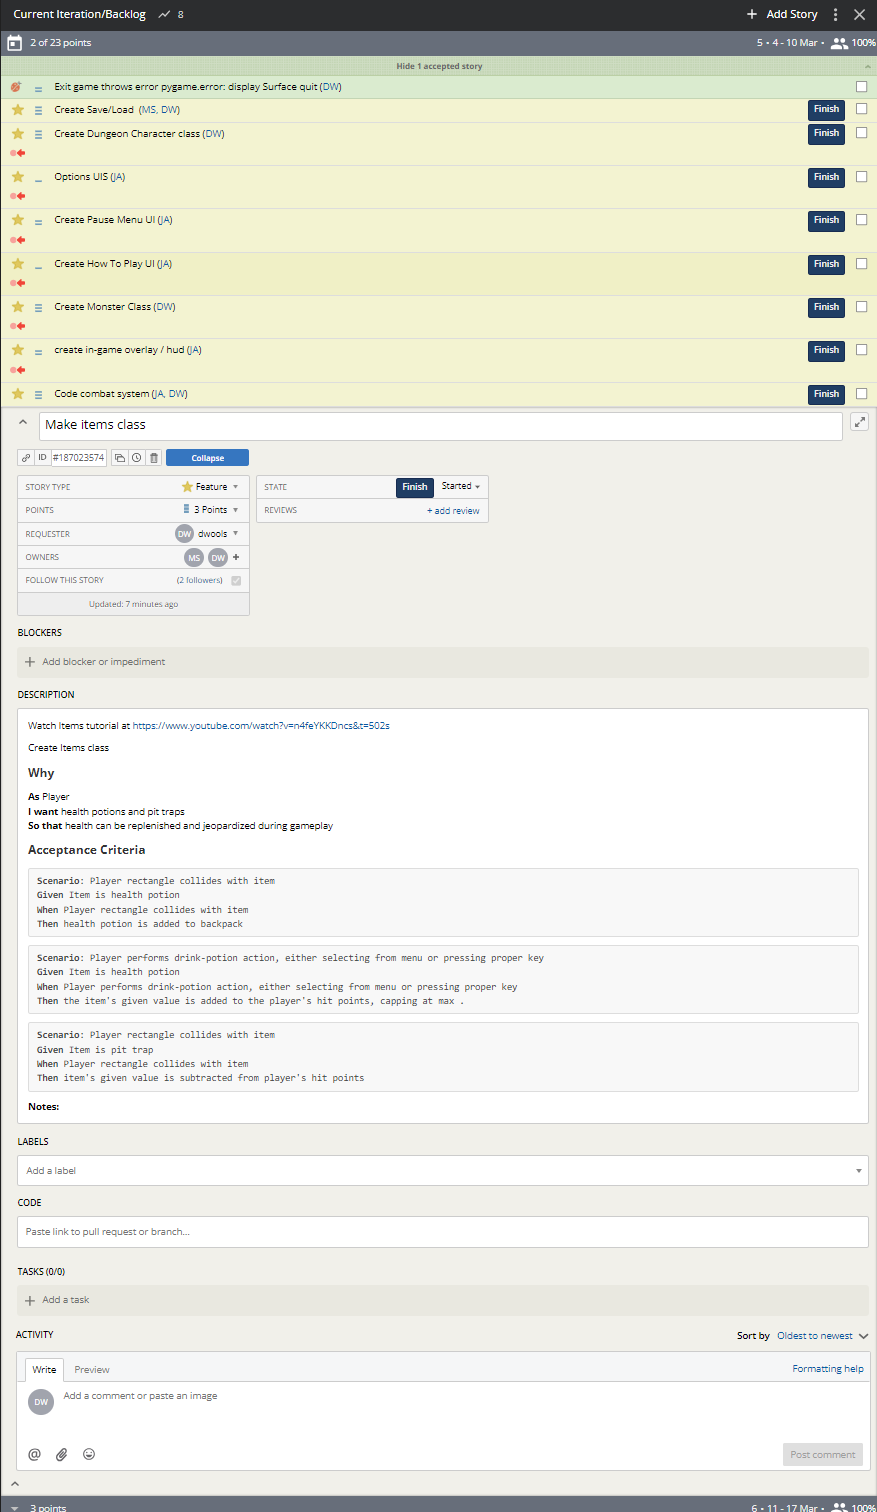 Current Iteration/Backlog 8 + Add Story
2 of 23 points 5 • 4 - 10 Mar • 100%
Hide 1 accepted story
Exit game throws error pygame.error: display Surface quit (DW)
Create Save/Load (MS, DW) Finish
Create Dungeon Character class (DW) Finish
Options UIS (JA) Finish
Create Pause Menu UI (JA) Finish
Create How To Play UI (JA) Finish
Create Monster Class (DW) Finish
create in-game overlay / hud (JA) Finish
Code combat system (JA, DW) Finish
Make items class
ID #187023574 Collapse
STORY TYPE Feature STATE Finish Started
POINTS 3 Points REVIEWS + add review
REQUESTER DW dwools
OWNERS MS DW +
FOLLOW THIS STORY (2 followers)
Updated: 7 minutes ago
BLOCKERS
+ Add blocker or impediment
DESCRIPTION
Watch Items tutorial at https://www.youtube.com/watch?v=n4feYKKDncs&t=502s
Create Items class
Why
As Player
I want health potions and pit traps
So that health can be replenished and jeopardized during gameplay
Acceptance Criteria
Scenario: Player rectangle collides with item
Given Item is health potion
When Player rectangle collides with item
Then health potion is added to backpack
Scenario: Player performs drink-potion action, either selecting from menu or pressing proper key
Given Item is health potion
When Player performs drink-potion action, either selecting from menu or pressing proper key
Then the item's given value is added to the player's hit points, capping at max .
Scenario: Player rectangle collides with item
Given Item is pit trap
When Player rectangle collides with item
Then item's given value is subtracted from player's hit points
Notes:
LABELS
Add a label
CODE
Paste link to pull request or branch...
TASKS (0/0)
+ Add a task
ACTIVITY Sort by Oldest to newest
Write Preview Formatting help
DW Add a comment or paste an image
@ Post comment
3 points 6 • 11 - 17 Mar • 100%